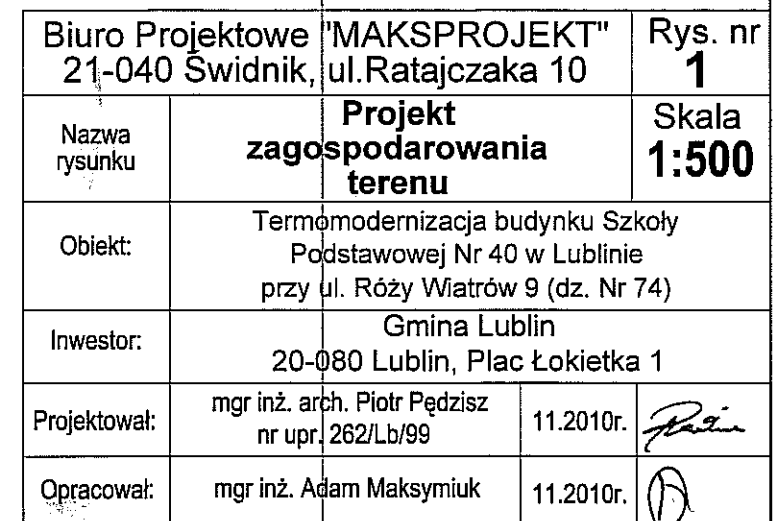 Biuro Projektowe "MAKSPROJEKT"
21-040 Świdnik, ul.Ratajczaka 10
Rys. nr
1
Nazwa
rysunku
Projekt
zagospodarowania
terenu
Skala
1:500
Obiekt:
Termomodernizacja budynku Szkoły
Podstawowej Nr 40 w Lublinie
przy ul. Róży Wiatrów 9 (dz. Nr 74)
Inwestor:
Gmina Lublin
20-080 Lublin, Plac Łokietka 1
Projektował:
mgr inż. arch. Piotr Pędzisz
nr upr. 262/Lb/99
11.2010r.
Opracował:
mgr inż. Adam Maksymiuk
11.2010r.